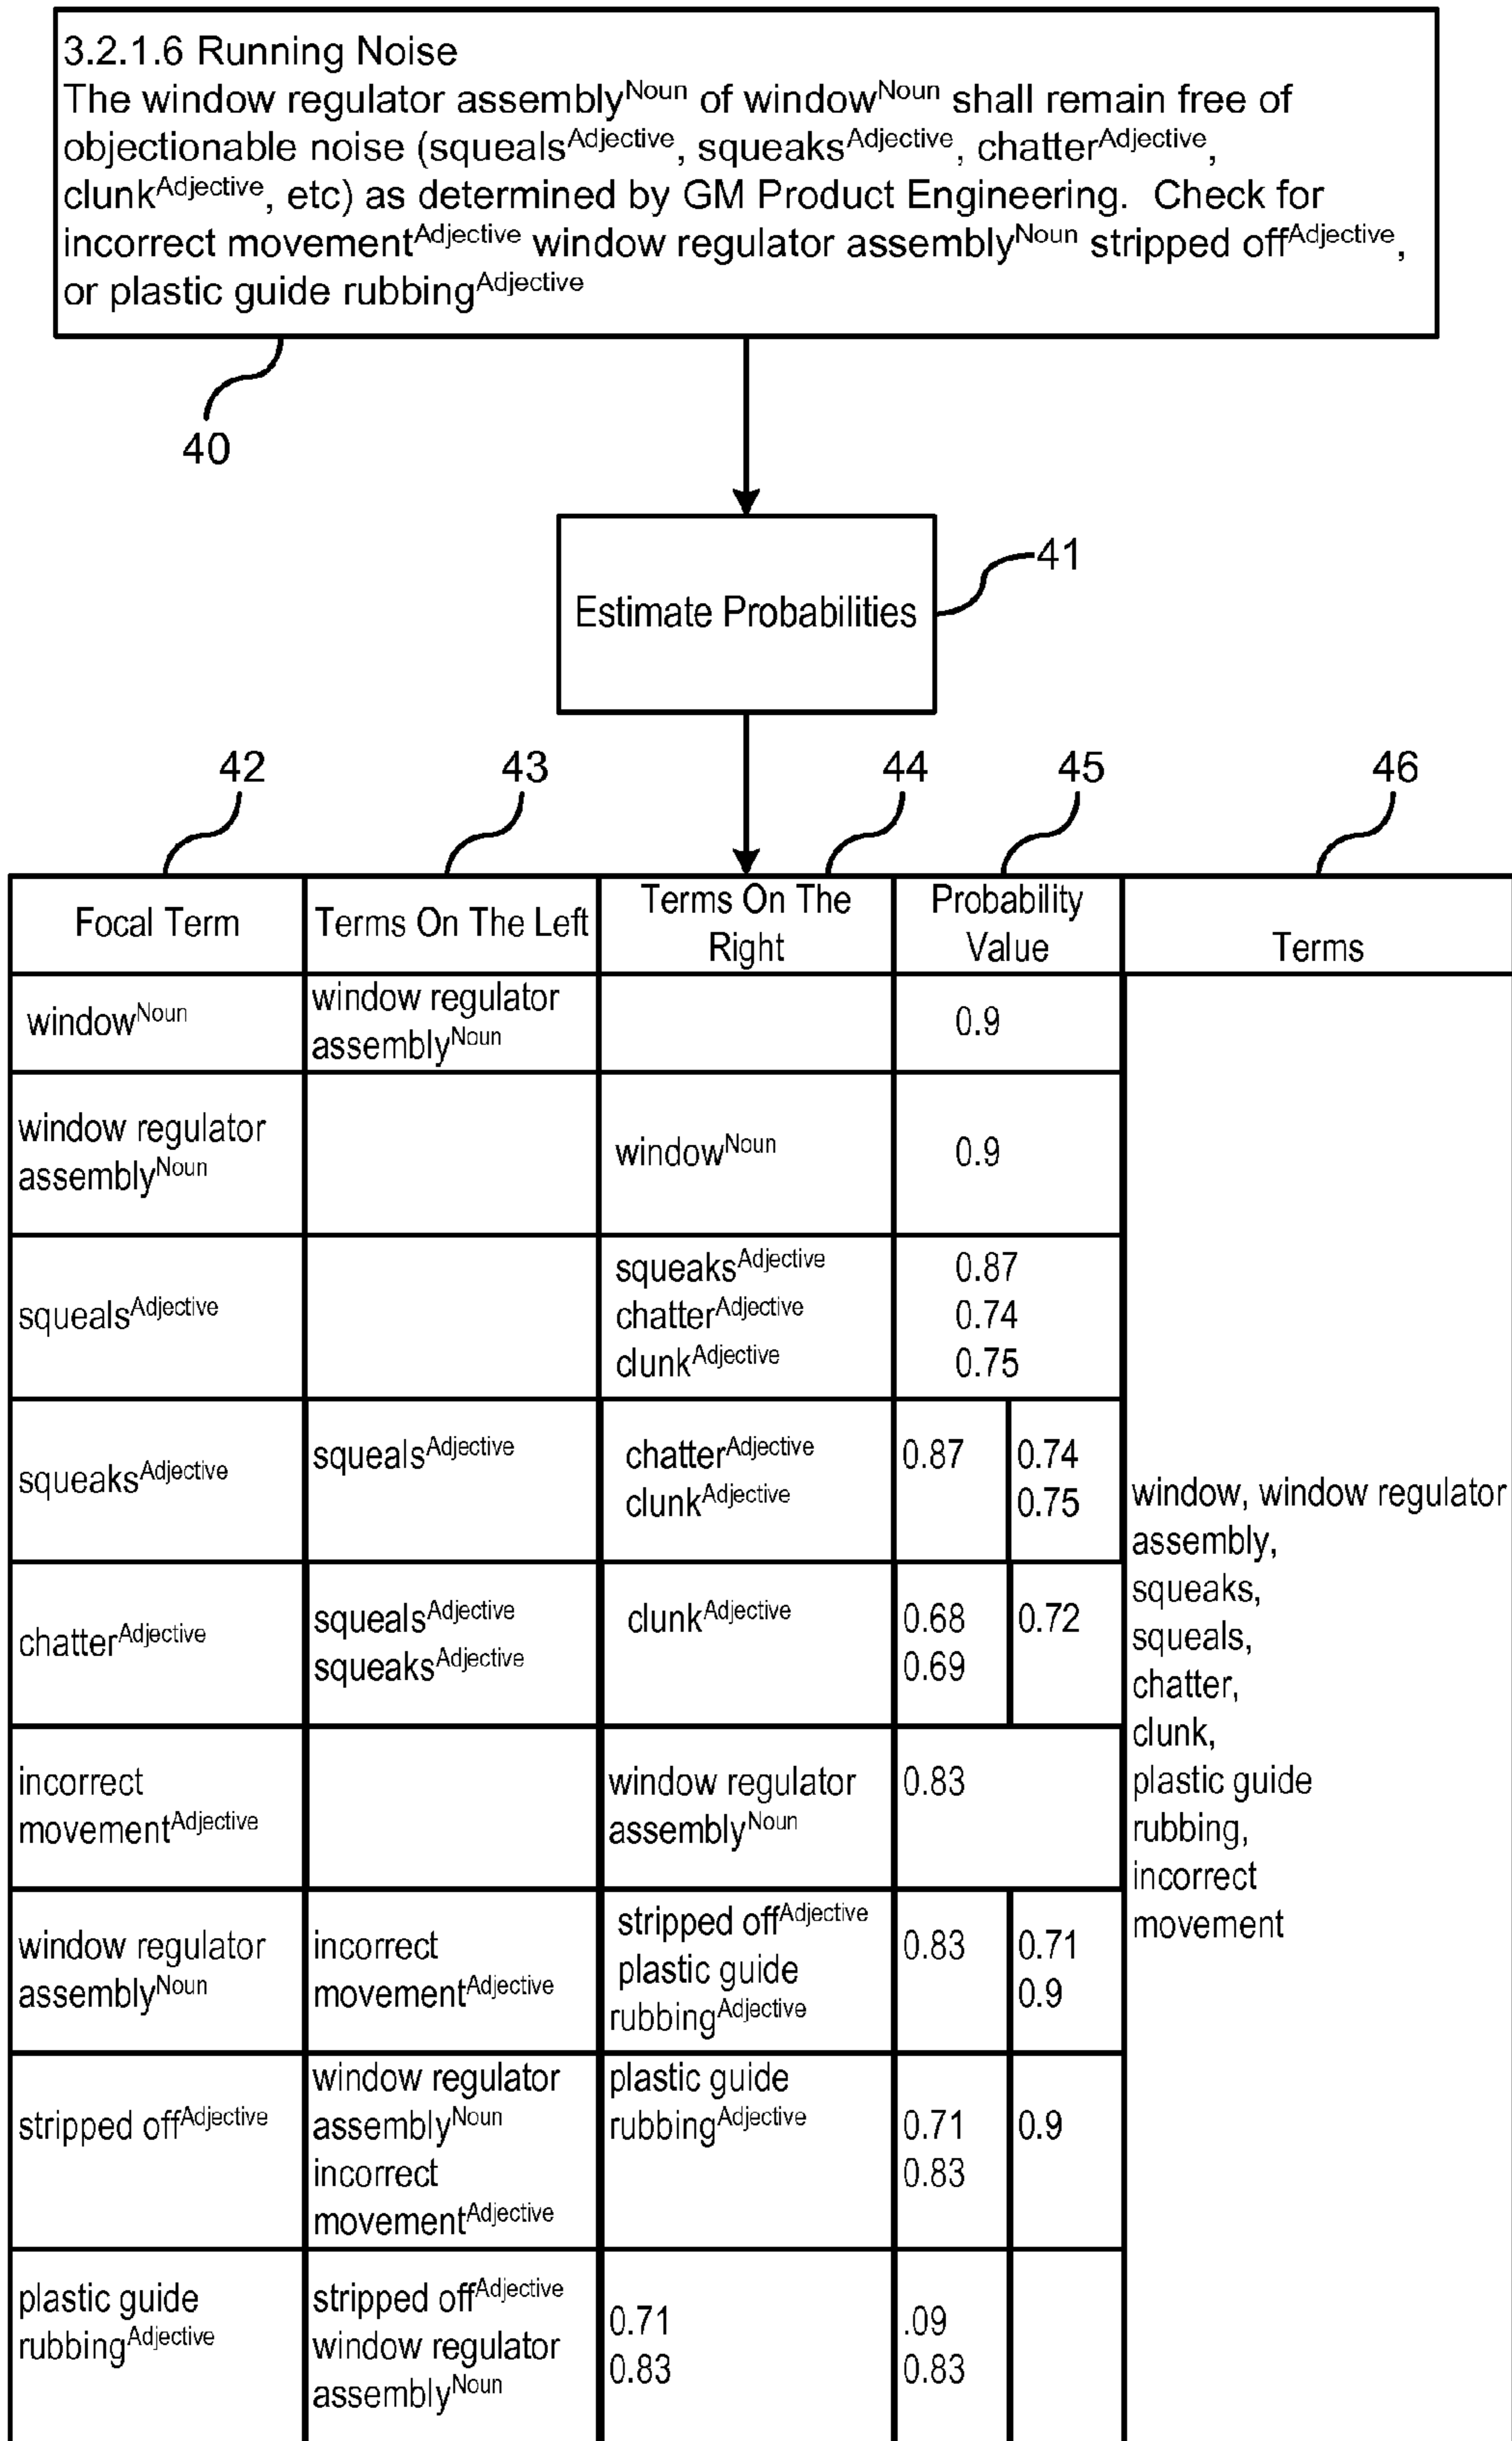 3.2.1.6 Running Noise
The window regulator assemblyNoun of windowNoun shall remain free of
objectionable noise (squealsAdjective, squeaksAdjective, chatterAdjective,
clunkAdjective, etc) as determined by GM Product Engineering. Check for
incorrect movementAdjective window regulator assemblyNoun stripped offAdjective,
or plastic guide rubbingAdjective
40
Estimate Probabilities
41
42
43
44
45
46
Focal Term
Terms On The Left
Terms On The
Right
Probability
Value
Terms
windowNoun
window regulator
assemblyNoun
0.9
window regulator
assemblyNoun
windowNoun
0.9
squealsAdjective
squeaksAdjective
chatterAdjective
clunkAdjective
0.87
0.74
0.75
squeaksAdjective
squealsAdjective
chatterAdjective
clunkAdjective
0.87
0.74
0.75
chatterAdjective
squealsAdjective
squeaksAdjective
clunkAdjective
0.68
0.69
0.72
incorrect
movementAdjective
window regulator
assemblyNoun
0.83
window regulator
assemblyNoun
incorrect
movementAdjective
stripped offAdjective
plastic guide
rubbingAdjective
0.83
0.71
0.9
stripped offAdjective
window regulator
assemblyNoun
incorrect
movementAdjective
plastic guide
rubbingAdjective
0.71
0.83
0.9
plastic guide
rubbingAdjective
stripped offAdjective
window regulator
assemblyNoun
0.71
0.83
.09
0.83
window, window regulator
assembly,
squeaks,
squeals,
chatter,
clunk,
plastic guide
rubbing,
incorrect
movement